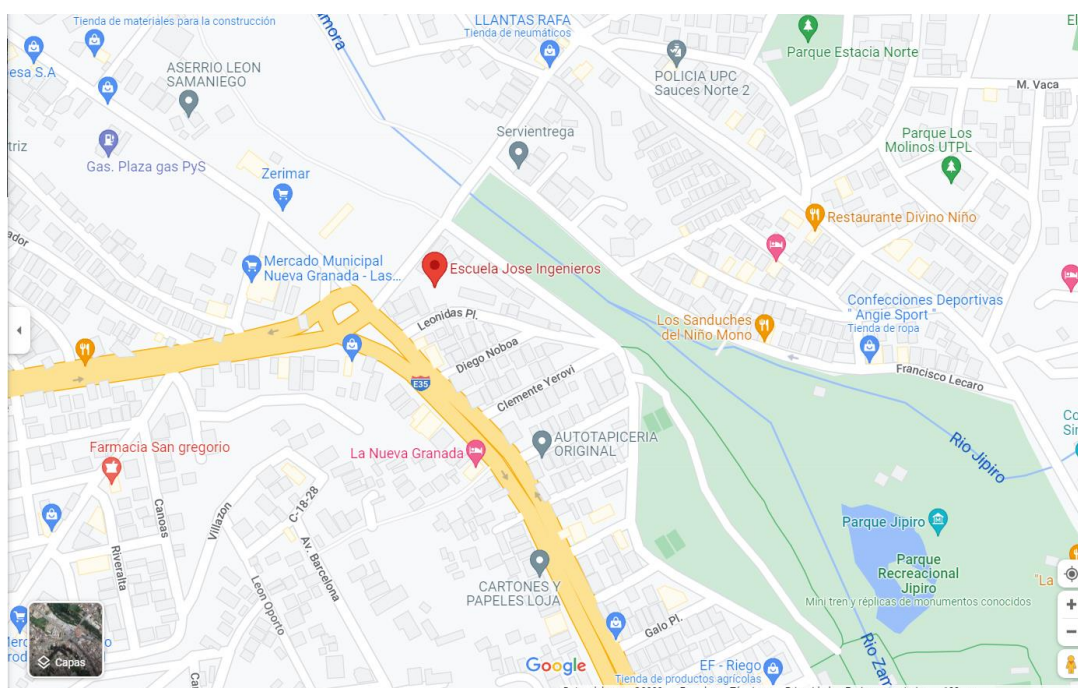 Tienda de materiales para la construcción
LLANTAS RAFA
Tienda de neumáticos
esa S.A
ASERRIO LEON
SAMANIEGO
POLICIA UPC
Sauces Norte 2
Parque Estacia Norte
M. Vaca
triz
Gas. Plaza gas PyS
Servientrega
Parque Los
Molinos UTPL
Zerimar
Restaurante Divino Niño
ador
Mercado Municipal
Nueva Granada - Las...
Escuela Jose Ingenieros
Leonidas Pl.
Confecciones Deportivas
" Angie Sport "
Tienda de ropa
Los Sanduches
del Niño Mono
Diego Noboa
Francisco Lecaro
E35
Clemente Yerovi
Co
Sin
Farmacia San gregorio
La Nueva Granada
AUTOTAPICERIA
ORIGINAL
Rio Jipiro
C-18-28
Canoas
Villazon
Parque Jipiro
Av. Barcelona
Riveralta
Parque
Recreacional
Jipiro
Mini tren y réplicas de monumentos conocidos
"La
CARTONES Y
PAPELES LOJA
Leon Oporto
Galo Pl.
Capas
Google
EF - Riego
Tienda de productos agrícolas